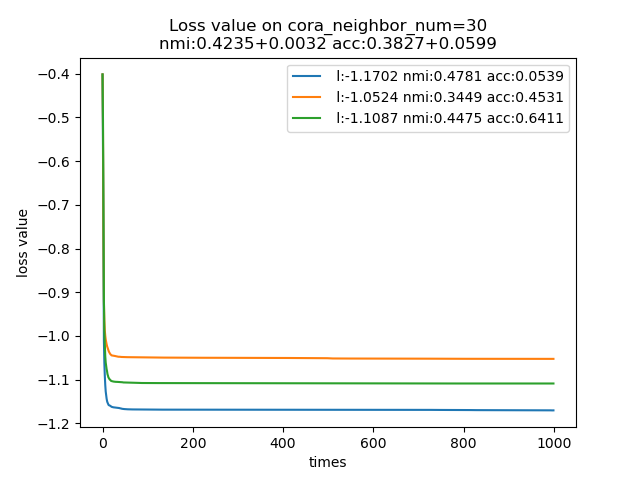 Loss value on cora_neighbor_num=30
nmi:0.4235+0.0032 acc:0.3827+0.0599
l:-1.1702 nmi:0.4781 acc:0.0539
l:-1.0524 nmi:0.3449 acc:0.4531
l:-1.1087 nmi:0.4475 acc:0.6411
loss value
−0.4
−0.5
−0.6
−0.7
−0.8
−0.9
−1.0
−1.1
−1.2
0 200 400 600 800 1000
times